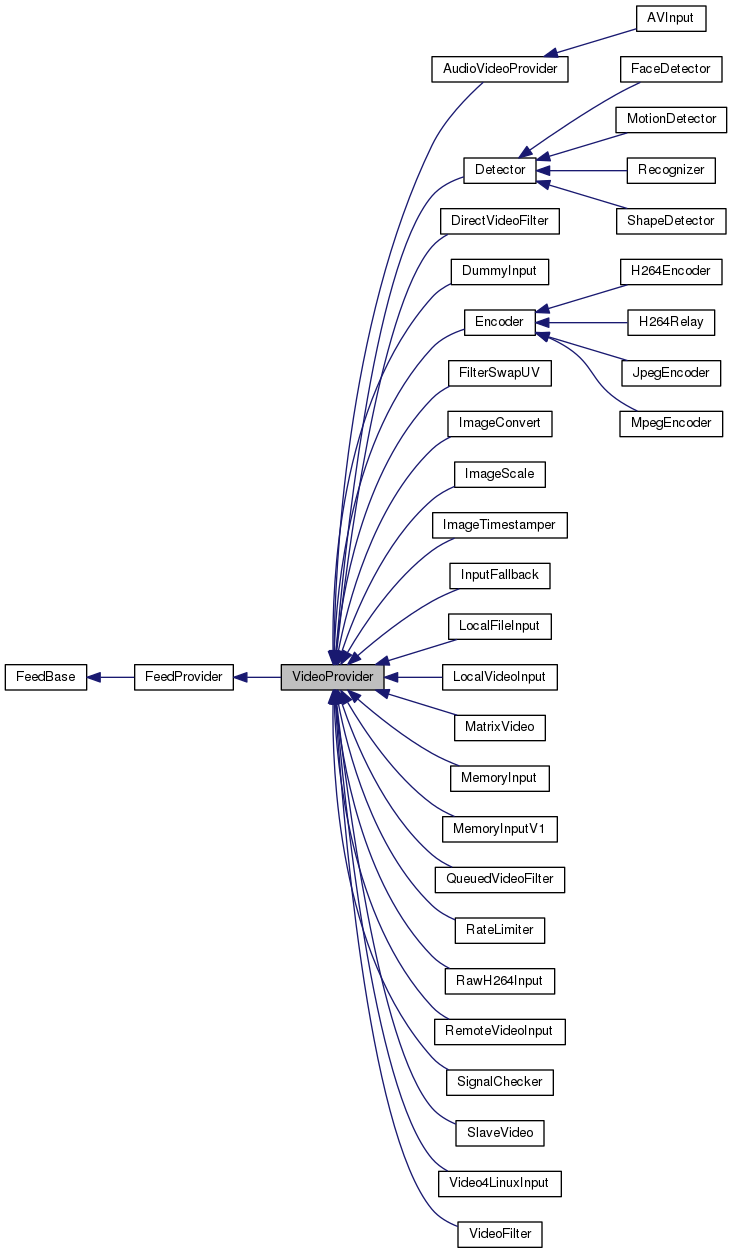 AVInput
AudioVideoProvider
FaceDetector
MotionDetector
Detector
Recognizer
DirectVideoFilter
ShapeDetector
DummyInput
H264Encoder
Encoder
H264Relay
FilterSwapUV
JpegEncoder
ImageConvert
MpegEncoder
ImageScale
ImageTimestamper
InputFallback
LocalFileInput
FeedBase
FeedProvider
VideoProvider
LocalVideoInput
MatrixVideo
MemoryInput
MemoryInputV1
QueuedVideoFilter
RateLimiter
RawH264Input
RemoteVideoInput
SignalChecker
SlaveVideo
Video4LinuxInput
VideoFilter